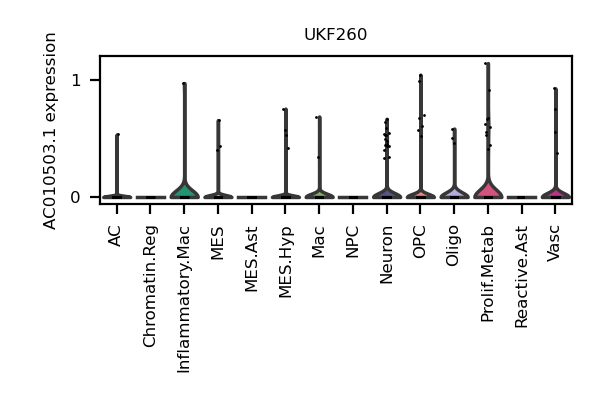 UKF260
AC010503.1 expression
1
0
AC
Chromatin.Reg
Inflammatory.Mac
MES
MES.Ast
MES.Hyp
Mac
NPC
Neuron
OPC
Oligo
Prolif.Metab
Reactive.Ast
Vasc